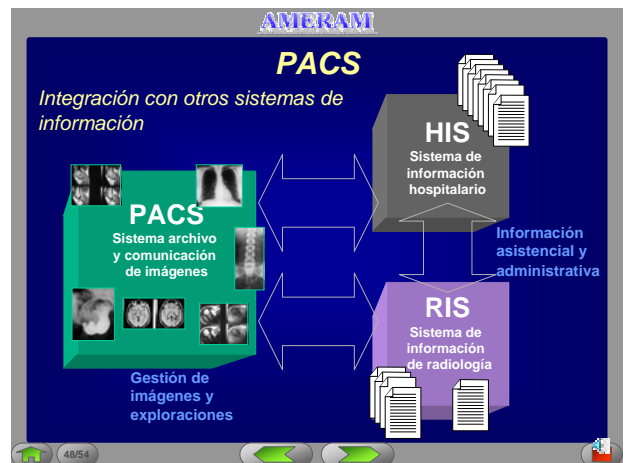 AMERAM
PACS
Integración con otros sistemas de
información
HIS
Sistema de
información
hospitalario
PACS
Sistema archivo
y comunicación
de imágenes
Información
asistencial y
administrativa
RIS
Sistema de
información
de radiología
Gestión de
imágenes y
exploraciones
48/54